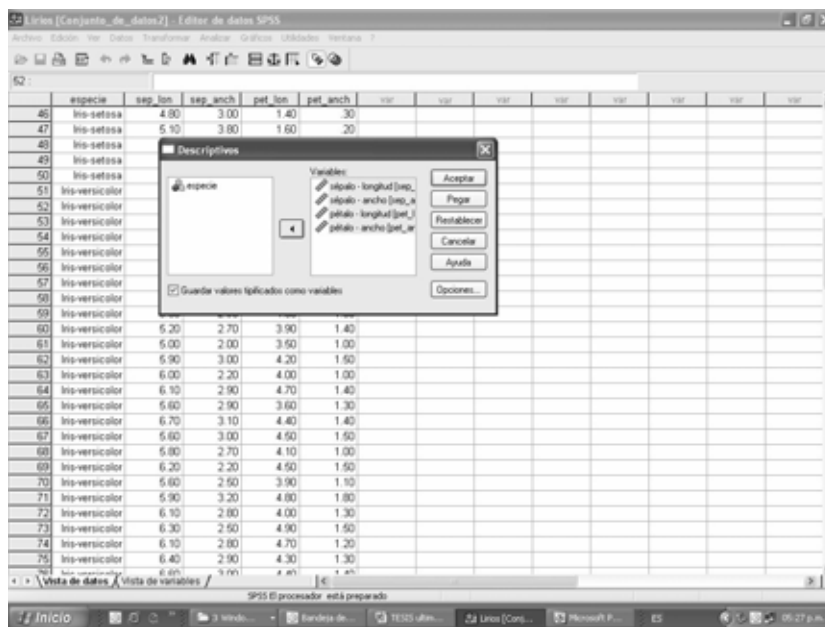 Lirios [Conjunto_de_datos2] - Editor de datos SPSS
Archivo Edición Ver Datos Transformar Analizar Gráficos Utilidades Ventana ?
52 :
especie sep_lon sep_anch pet_lon pet_anch var var var var var var var var
46 Iris-setosa 4.80 3.00 1.40 .30
47 Iris-setosa 5.10 3.80 1.60 .20
48 Iris-setosa
49 Iris-setosa
50 Iris-setosa
51 Iris-versicolor
52 Iris-versicolor
53 Iris-versicolor
54 Iris-versicolor
55 Iris-versicolor
56 Iris-versicolor
57 Iris-versicolor
58 Iris-versicolor
59 Iris-versicolor
Descriptivos
especie
Variables:
sépalo - longitud [sep_
sépalo - ancho [sep_a
pétalo - longitud [pet_l
pétalo - ancho [pet_an
Aceptar
Pegar
Restablecer
Cancelar
Ayuda
Guardar valores tipificados como variables
Opciones...
60 Iris-versicolor 5.20 2.70 3.90 1.40
61 Iris-versicolor 5.00 2.00 3.50 1.00
62 Iris-versicolor 5.90 3.00 4.20 1.50
63 Iris-versicolor 6.00 2.20 4.00 1.00
64 Iris-versicolor 6.10 2.90 4.70 1.40
65 Iris-versicolor 5.60 2.90 3.60 1.30
66 Iris-versicolor 6.70 3.10 4.40 1.40
67 Iris-versicolor 5.60 3.00 4.50 1.50
68 Iris-versicolor 5.80 2.70 4.10 1.00
69 Iris-versicolor 6.20 2.20 4.50 1.50
70 Iris-versicolor 5.60 2.50 3.90 1.10
71 Iris-versicolor 5.90 3.20 4.80 1.80
72 Iris-versicolor 6.10 2.80 4.00 1.30
73 Iris-versicolor 6.30 2.50 4.90 1.50
74 Iris-versicolor 6.10 2.80 4.70 1.20
75 Iris-versicolor 6.40 2.90 4.30 1.30
Vista de datos Vista de variables
SPSS El procesador está preparado
Inicio 3 Windo... Bandeja de... TESIS ultim... Lirios [Conj... Microsoft P... ES 05:27 p.m.